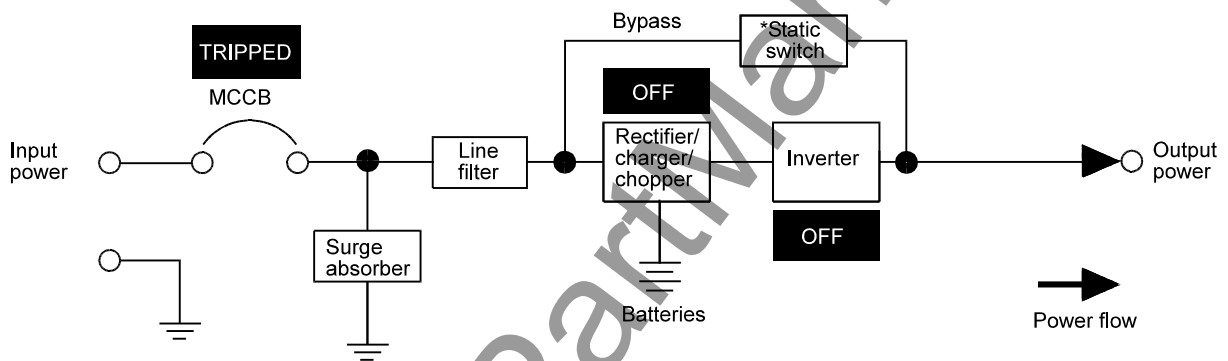 Bypass
*Static
switch
TRIPPED
MCCB
OFF
Input
power
Line
filter
Rectifier/
charger/
chopper
Inverter
Output
power
OFF
Surge
absorber
Batteries
Power flow
PartMan